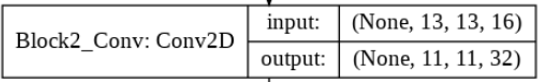 Block2_Conv: Conv2D
input: (None, 13, 13, 16)
output: (None, 11, 11, 32)